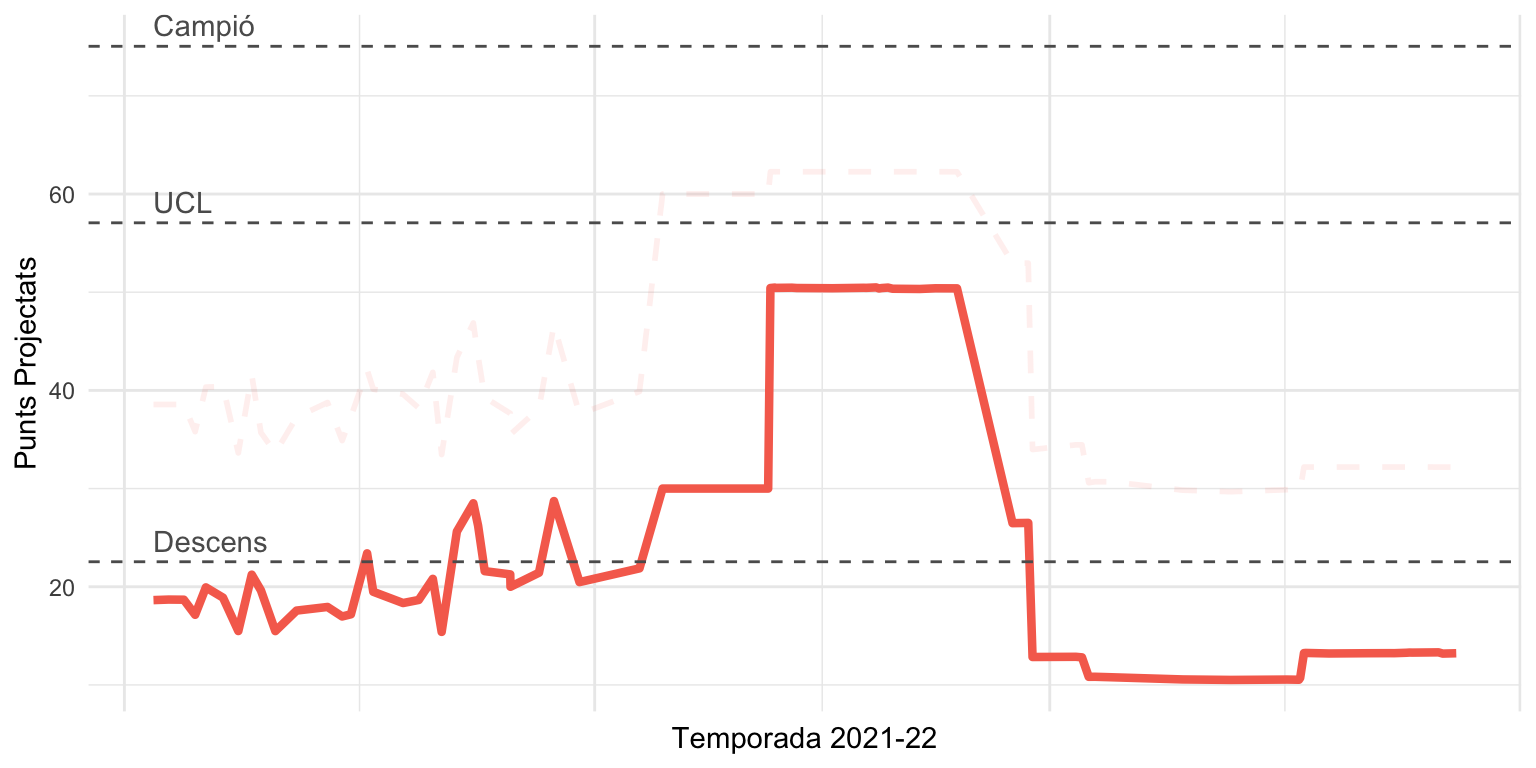 Campió
60
UCL
40
Descens
20
Punts Projectats
Temporada 2021-22